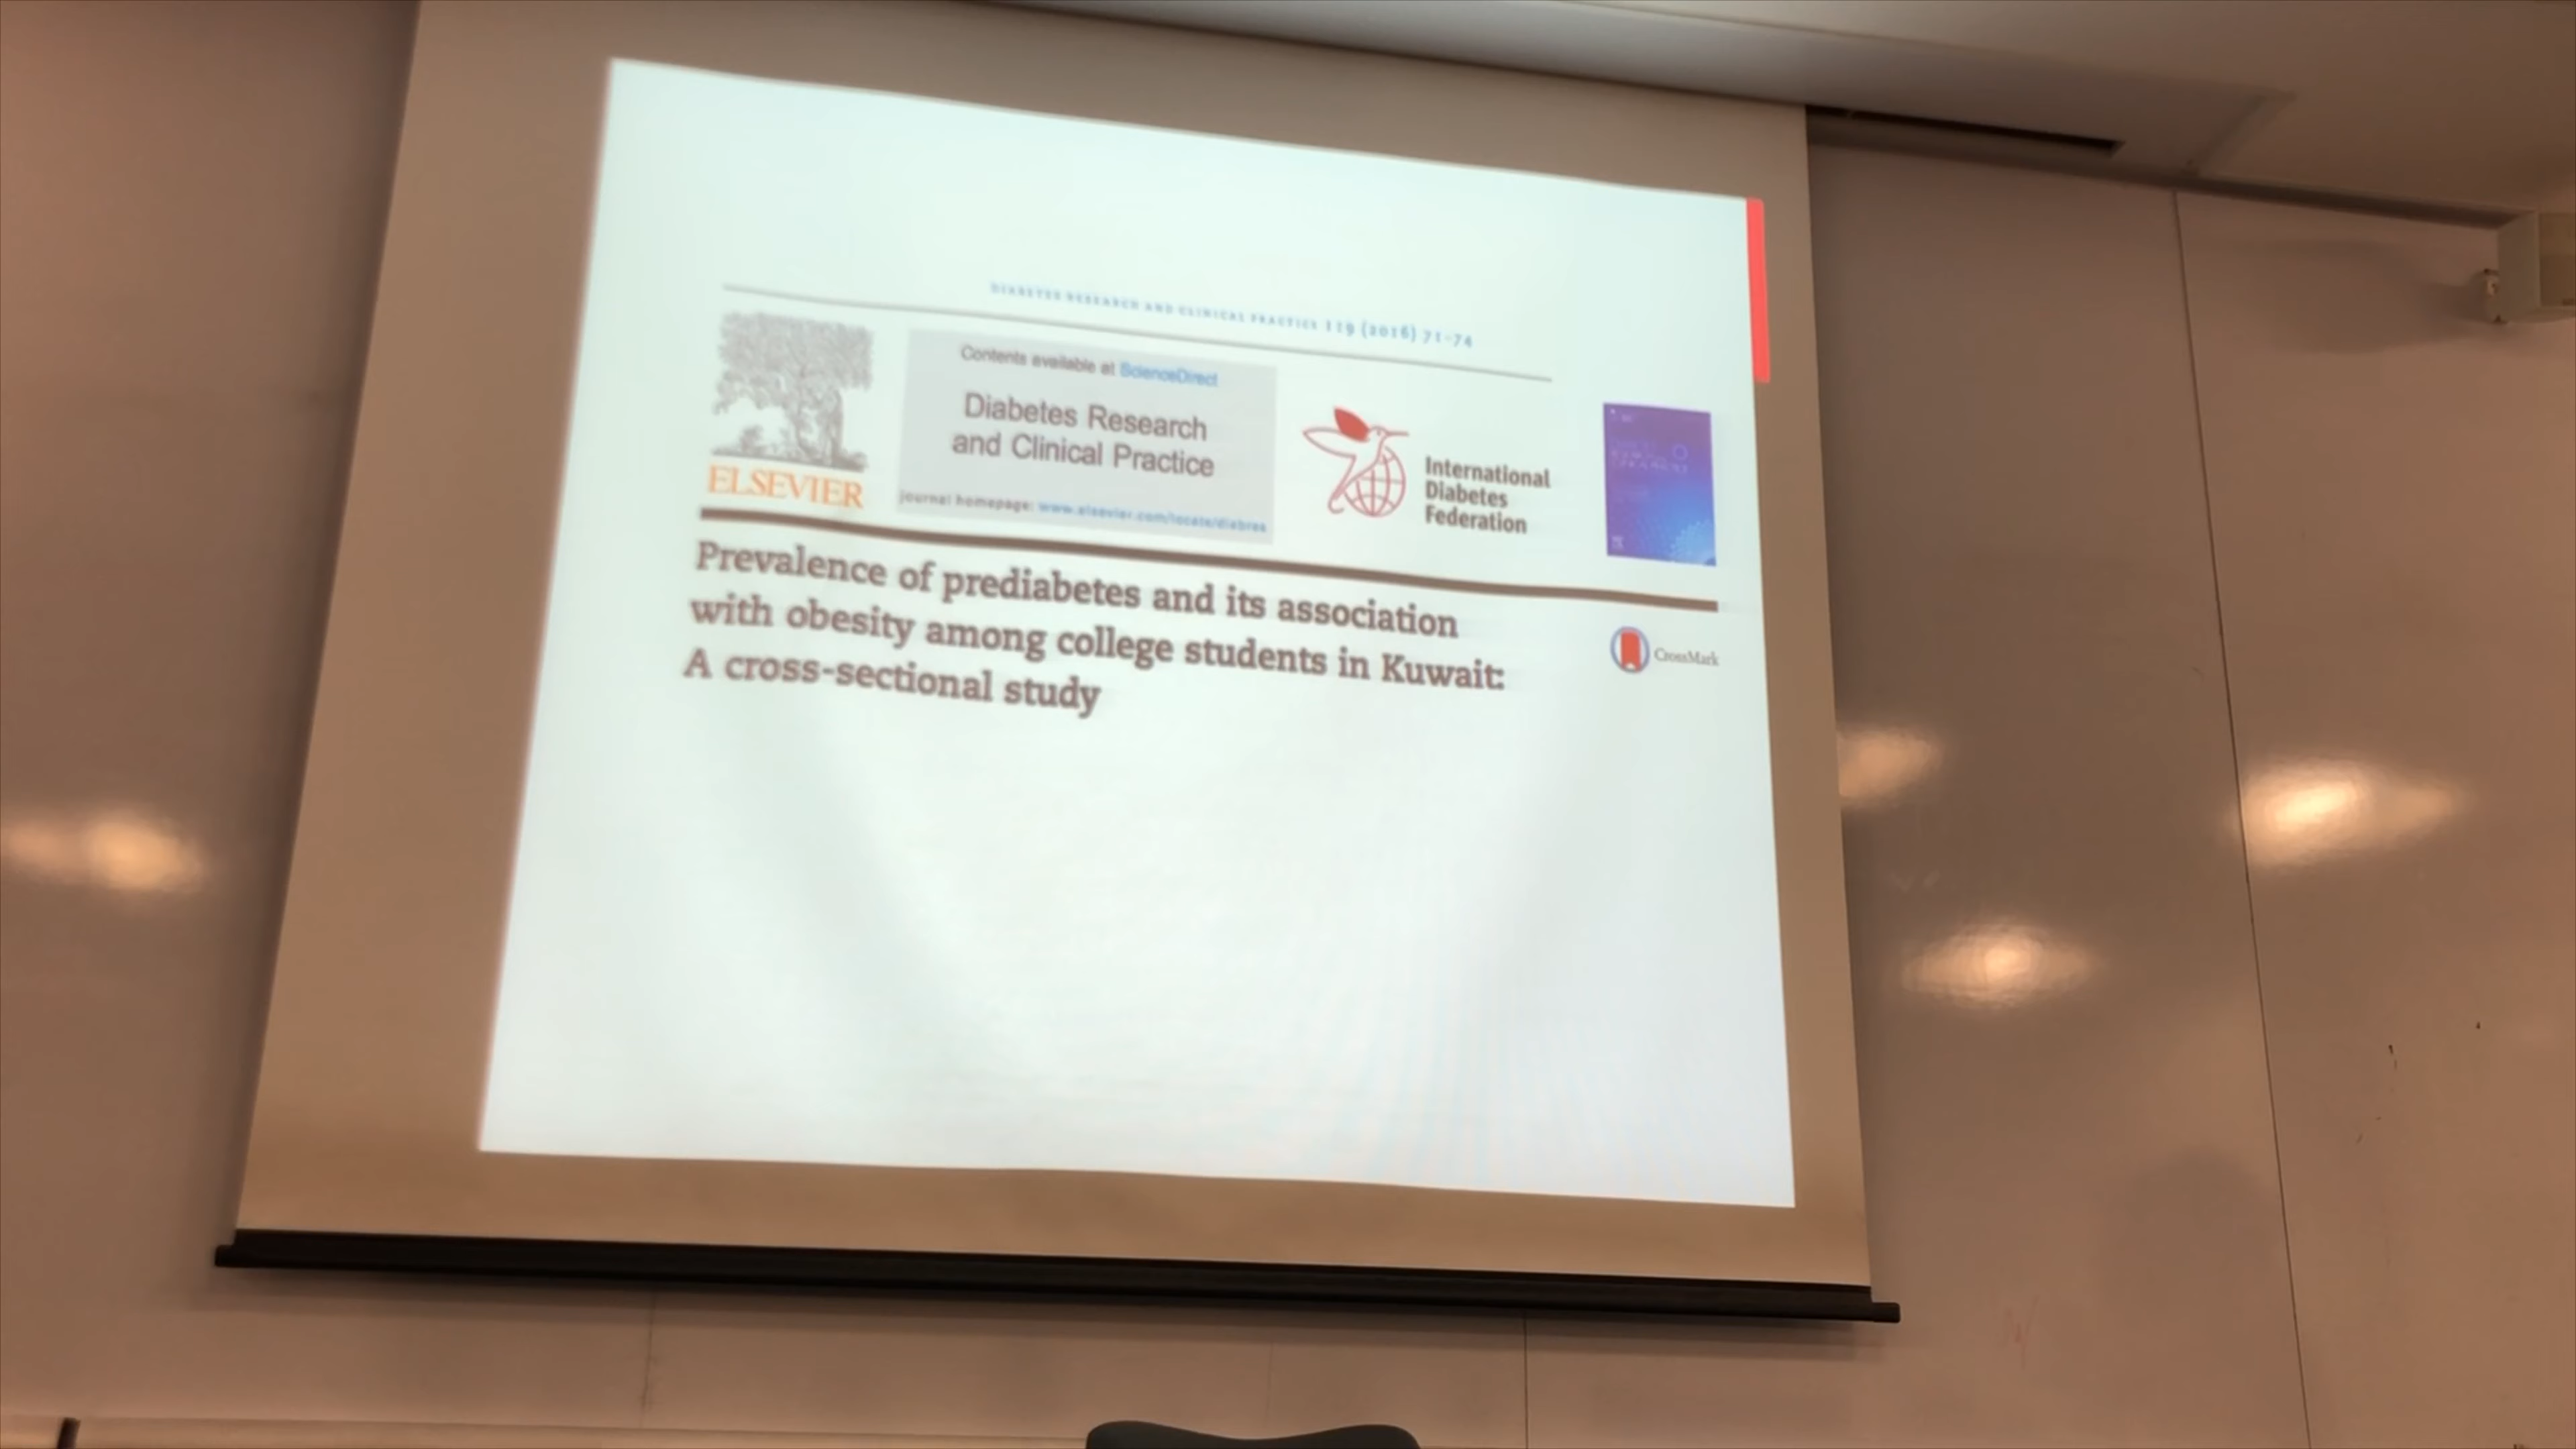 DIABETES RESEARCH AND CLINICAL PRACTICE 119 (2016) 71-74
Contents available at ScienceDirect
Diabetes Research
and Clinical Practice
journal homepage: www.elsevier.com/locate/diabres
ELSEVIER
International
Diabetes
Federation
Prevalence of prediabetes and its association
with obesity among college students in Kuwait:
A cross-sectional study
CrossMark